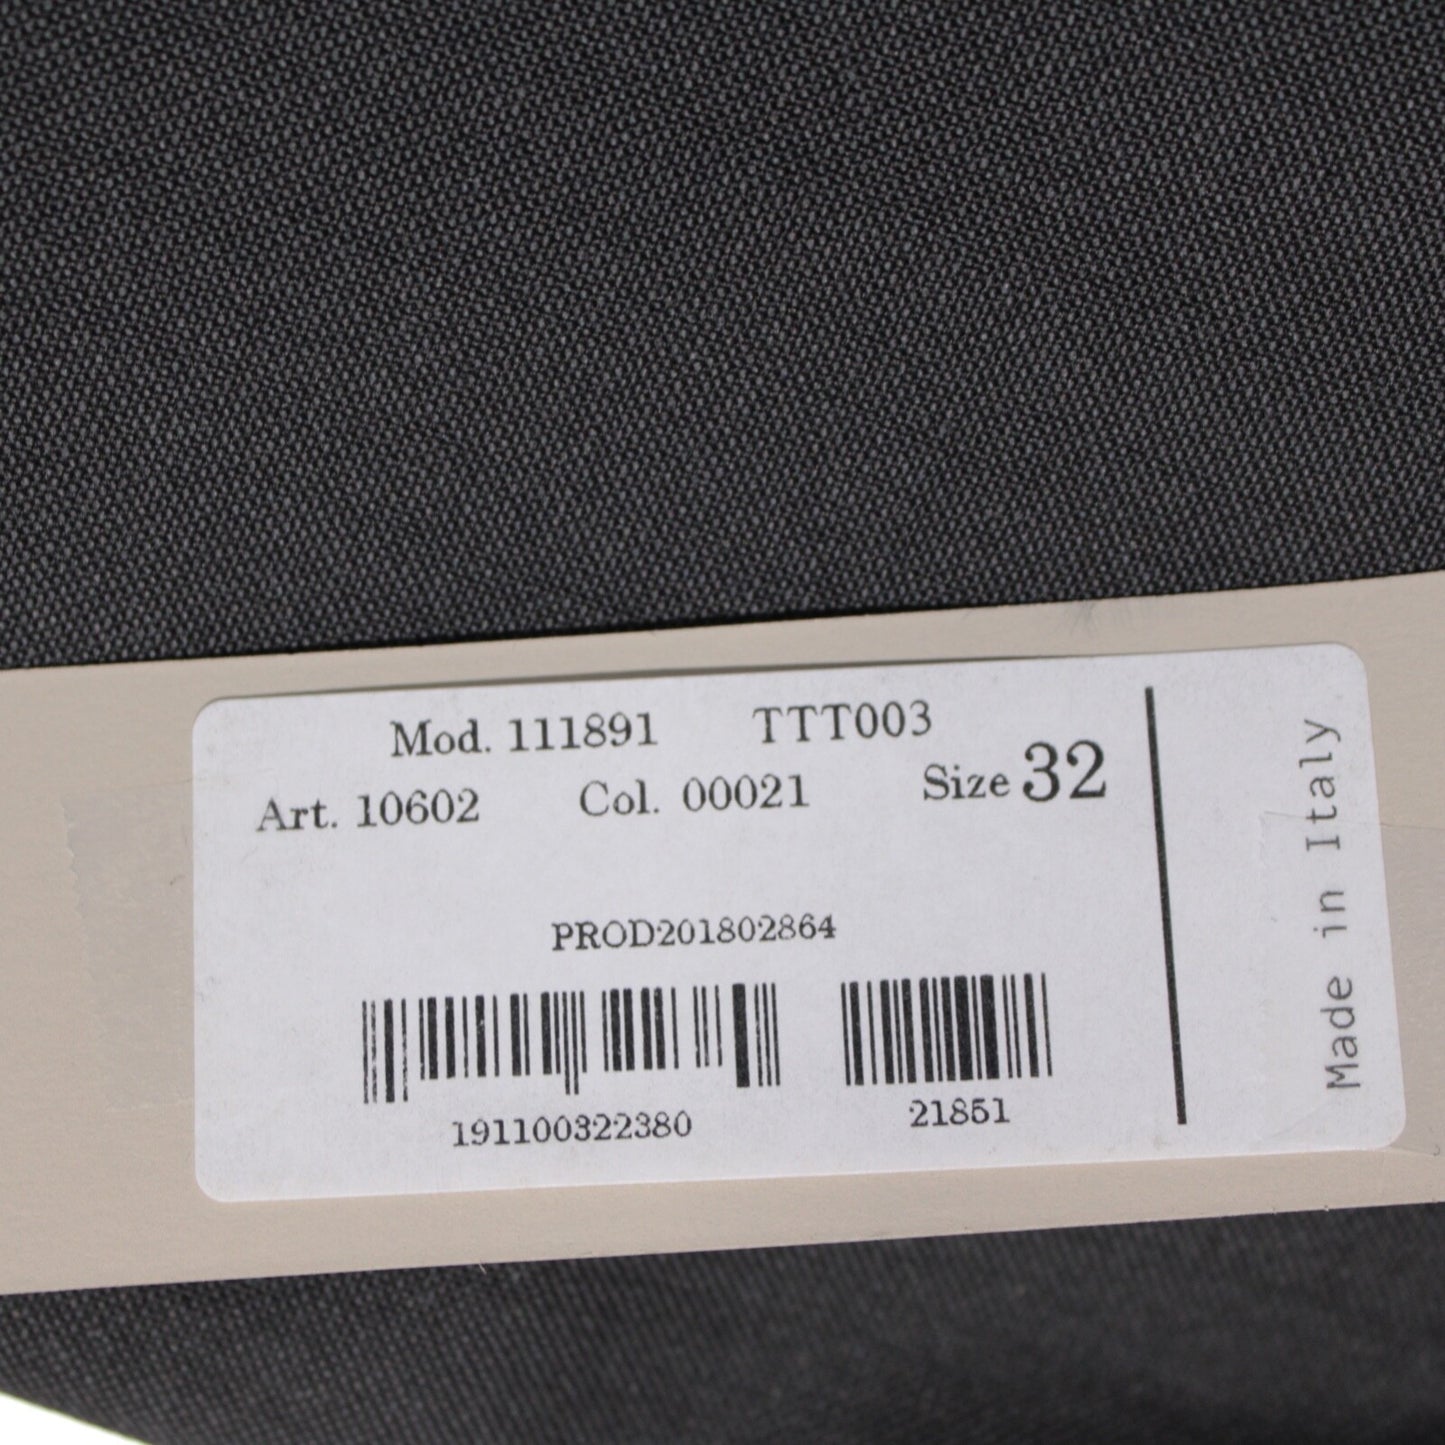 Mod. 111891 TTT003
Art. 10602 Col. 00021 Size 32
PROD201802864
191100322380 21851
Made in Italy